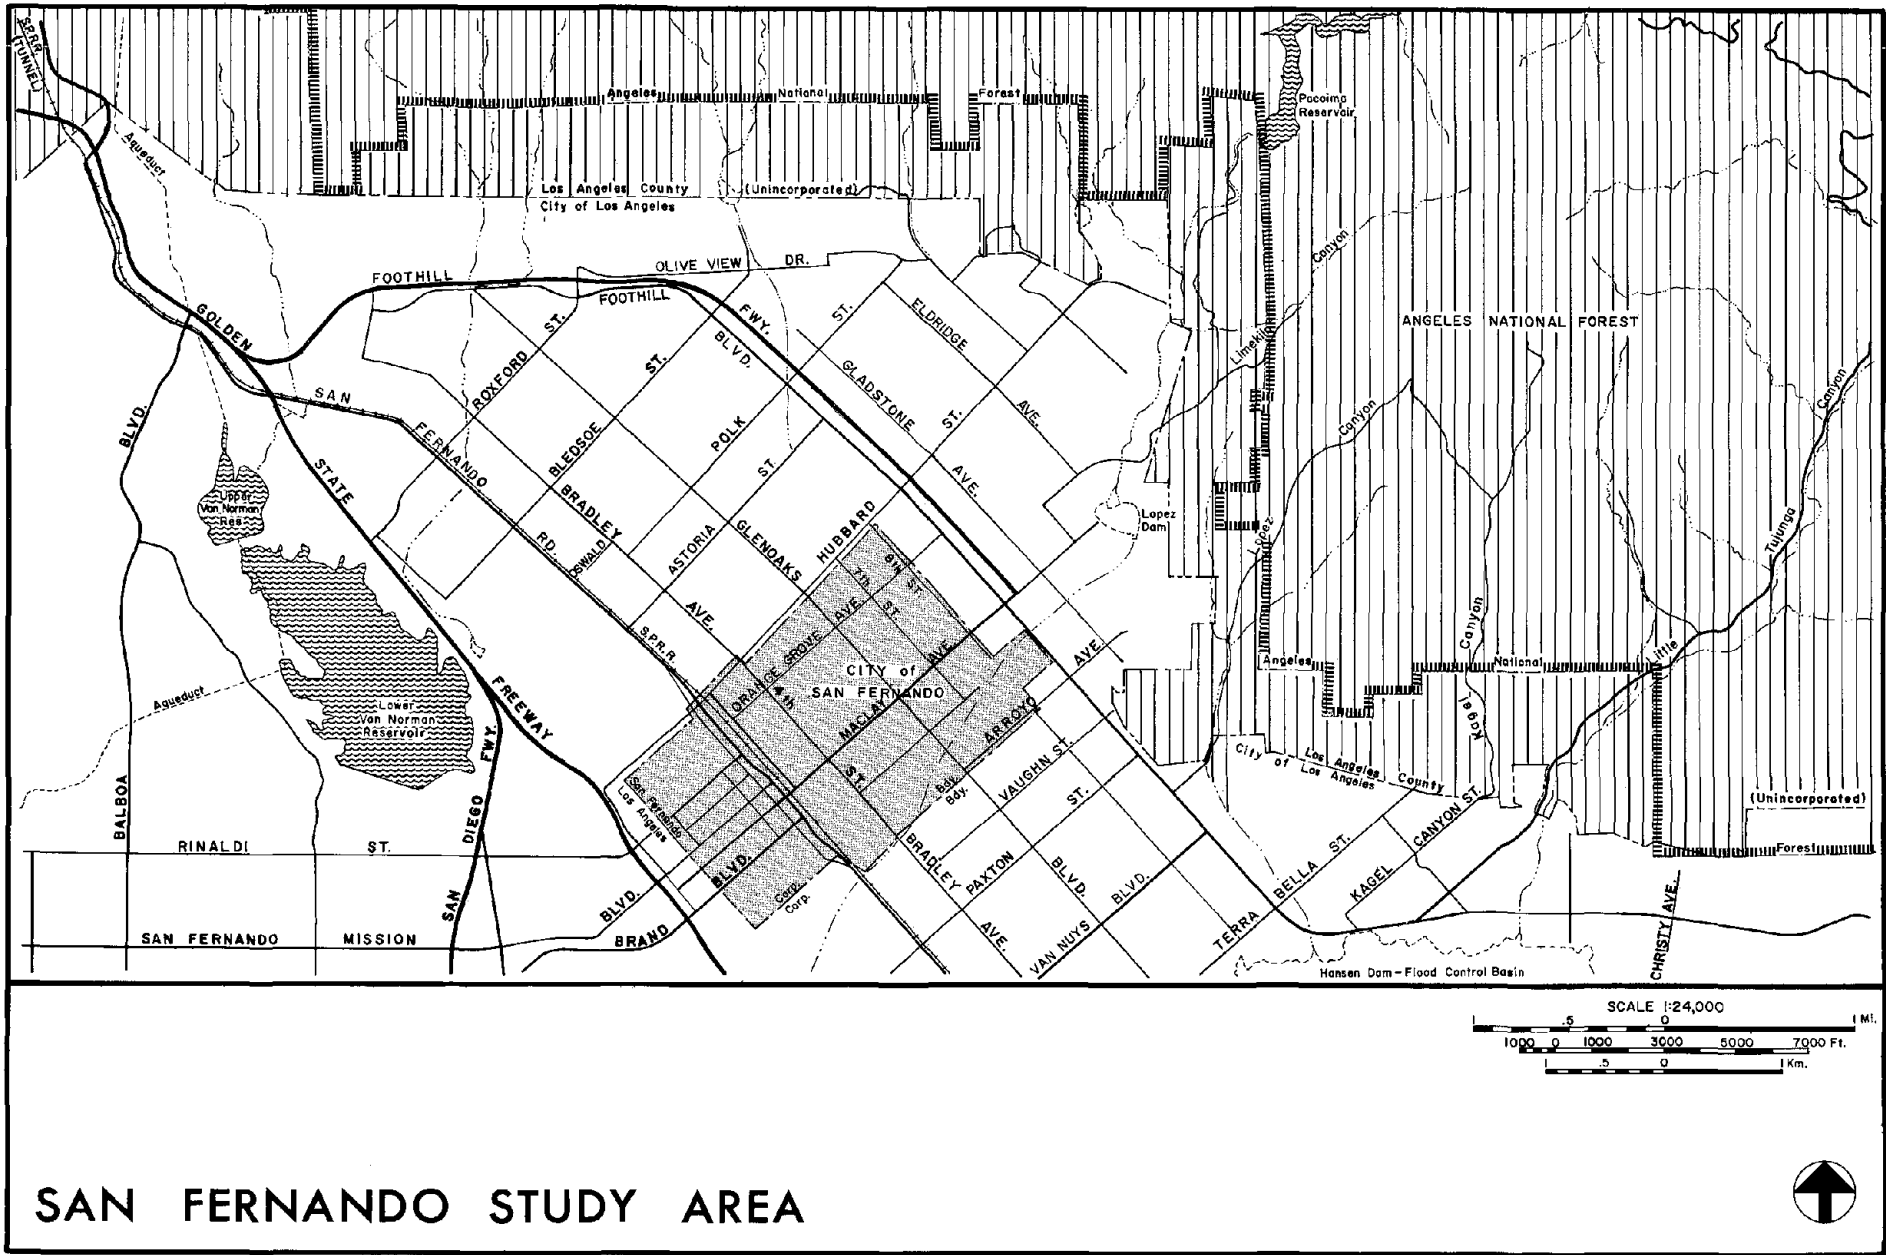 S.P.R.R.
(TUNNEL)
Aqueduct
Angeles National Forest
Pacoima
Reservoir
Los Angeles County (Unincorporated)
City of Los Angeles
FOOTHILL
OLIVE VIEW DR.
FOOTHILL
BLVD.
FWY.
GOLDEN
STATE
FREEWAY
SAN
FERNANDO
RD.
ROXFORD ST.
BLEDSOE ST.
POLK ST.
ASTORIA ST.
HUBBARD ST.
ELDRIDGE AVE.
GLADSTONE AVE.
Limekiln
Canyon
ANGELES NATIONAL FOREST
Lopez
Canyon
Canyon
Little
Tujunga
Canyon
BLVD.
Upper
Van Norman
Res
BRADLEY
AVE.
OSWALD
GLENOAKS
Lopez
Dam
8th ST
7th ST.
ORANGE GROVE AVE.
4th
ST.
S.P.R.R.
CITY of
SAN FERNANDO
MACLAY AVE.
ARROYO AVE.
Aqueduct
Lower
Van Norman
Reservoir
Angeles National
Kagel
BALBOA
SAN DIEGO FWY.
San Fernando
Los Angeles
Bdy.
Bdy.
VAUGHN ST.
City of Los Angeles
Los Angeles County
(Unincorporated)
RINALDI ST.
BLVD.
BRADLEY
AVE.
PAXTON ST.
BLVD.
VAN NUYS BLVD.
TERRA BELLA ST.
KAGEL CANYON ST.
Forest
Corp.
Corp.
SAN FERNANDO MISSION BLVD.
BRAND BLVD.
CHRISTY AVE.
Hansen Dam-Flood Control Basin
SCALE 1:24,000
1 .5 0 1 Mi.
1000 0 1000 3000 5000 7000 Ft.
1 .5 0 1 Km.
SAN FERNANDO STUDY AREA